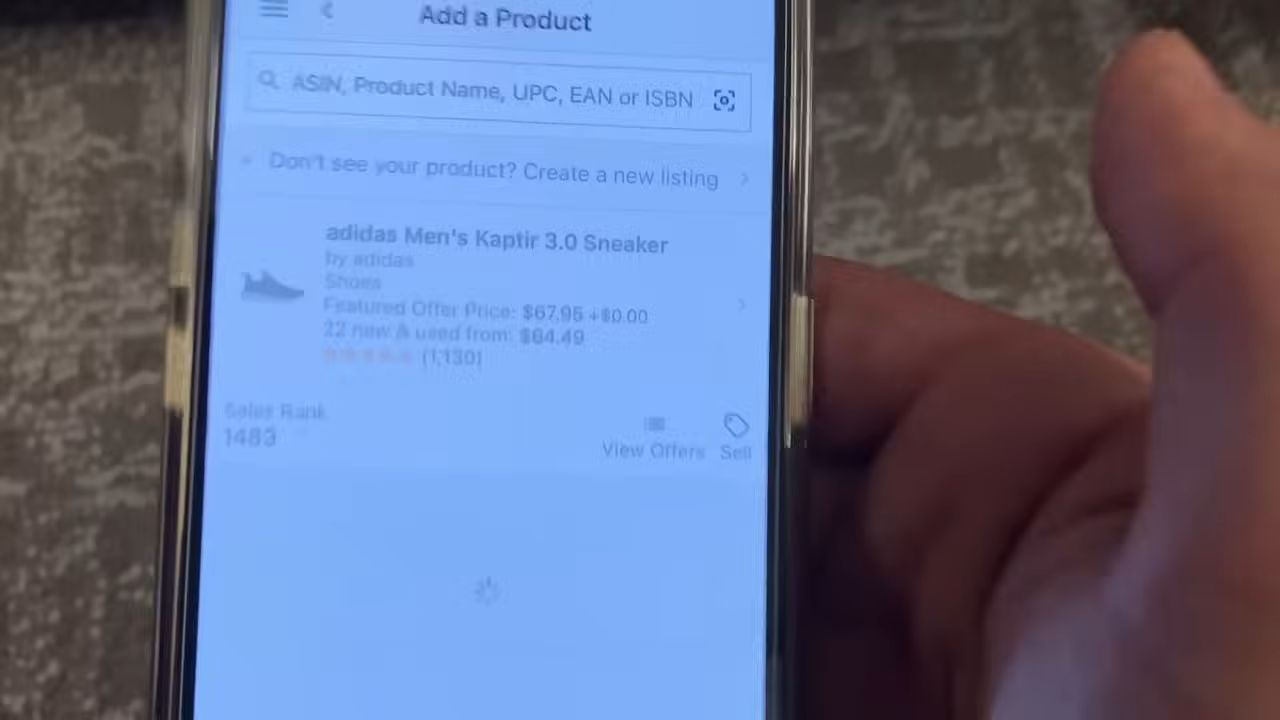 Add a Product
ASIN, Product Name, UPC, EAN or ISBN
Don't see your product? Create a new listing
adidas Men's Kaptir 3.0 Sneaker
by adidas
Shoes
Featured Offer Price: $67.95 +$0.00
22 new & used from: $64.49
(1,130)
Sales Rank
1483
View Offers
Sell